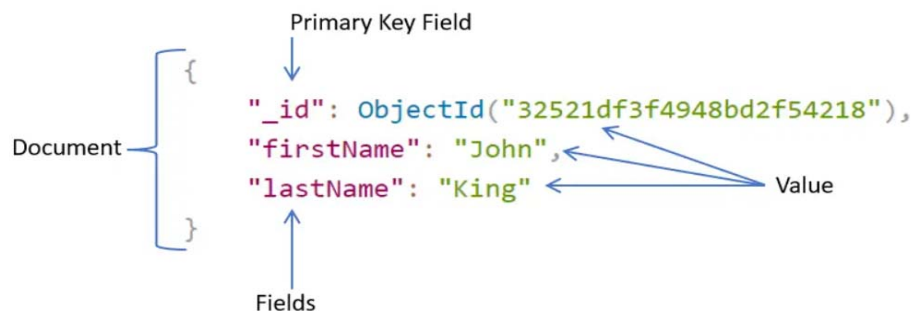 Primary Key Field
{
"_id": ObjectId("32521df3f4948bd2f54218"),
Document
"firstName": "John",
"lastName": "King"
Value
}
Fields